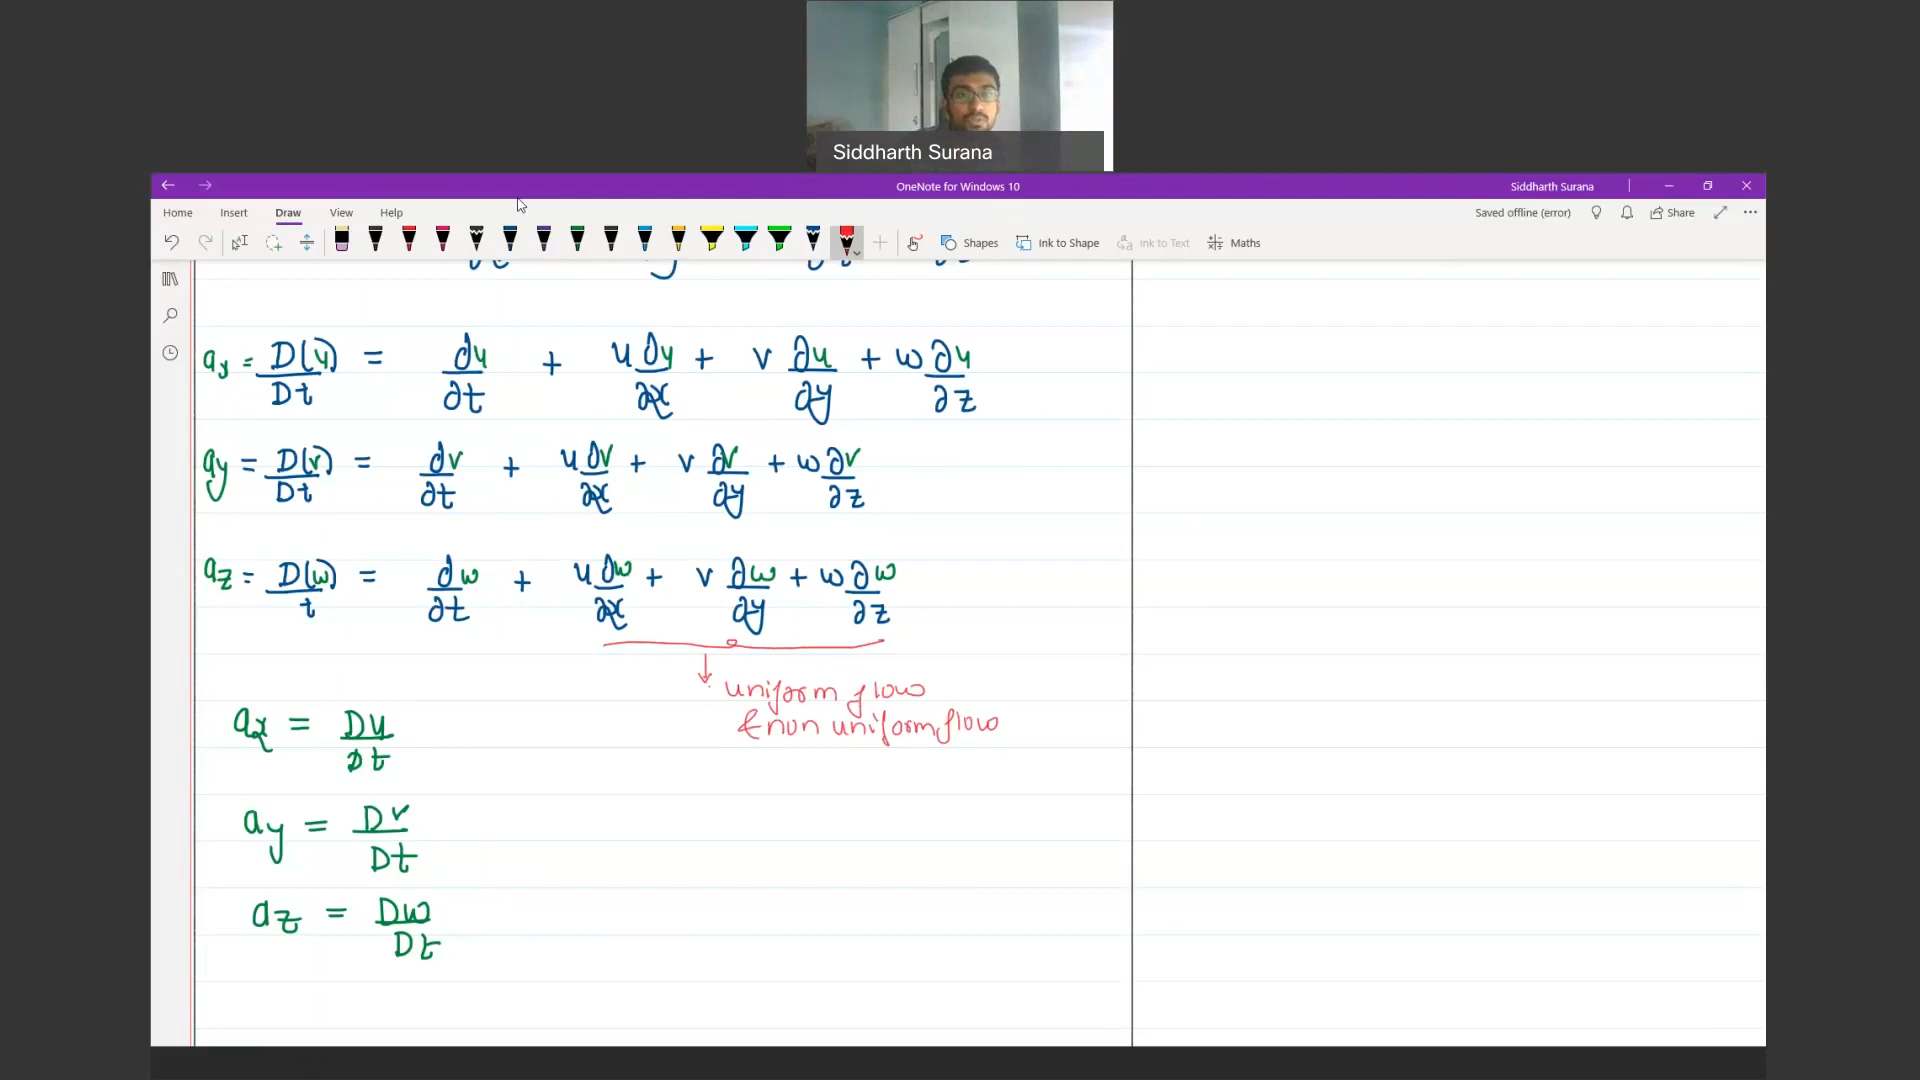 Siddharth Surana
OneNote for Windows 10
Siddharth Surana
Home Insert Draw View Help
Saved offline (error) Share
Shapes Ink to Shape Ink to Text Maths
ay = D(u)/Dt = ∂u/∂t + u ∂u/∂x + v ∂u/∂y + w ∂u/∂z
ay = D(v)/Dt = ∂v/∂t + u ∂v/∂x + v ∂v/∂y + w ∂v/∂z
az = D(w)/t = ∂w/∂t + u ∂w/∂x + v ∂w/∂y + w ∂w/∂z
↓ uniform flow
& non uniform flow
ax = Du/Dt
ay = Dv/Dt
az = Dw/Dt